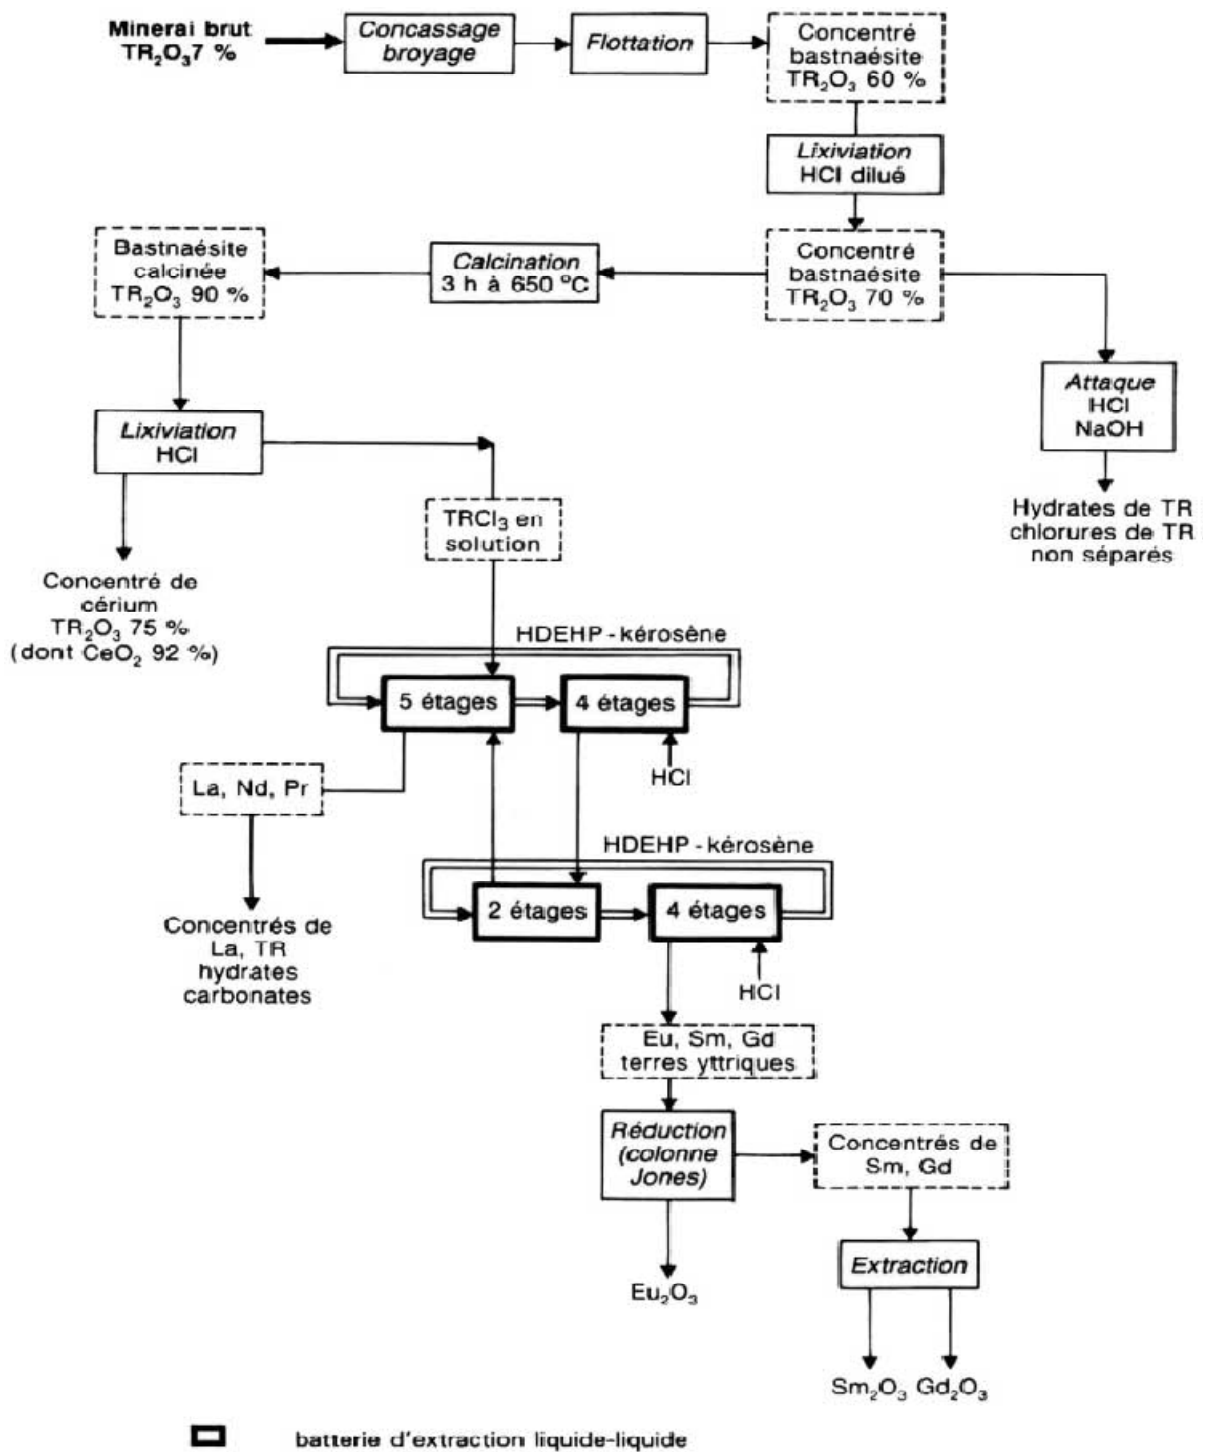 Minerai brut
TR₂O₃7 %
Concassage
broyage
Flottation
Concentré
bastnaésite
TR₂O₃ 60 %
Lixiviation
HCl dilué
Bastnaésite
calcinée
TR₂O₃ 90 %
Calcination
3 h à 650 °C
Concentré
bastnaésite
TR₂O₃ 70 %
Attaque
HCl
NaOH
Lixiviation
HCl
Hydrates de TR
chlorures de TR
non séparés
TRCl₃ en
solution
Concentré de
cérium
TR₂O₃ 75 %
(dont CeO₂ 92 %)
HDEHP - kérosène
5 étages
4 étages
HCl
La, Nd, Pr
HDEHP - kérosène
2 étages
4 étages
HCl
Concentrés de
La, TR
hydrates
carbonates
Eu, Sm, Gd
terres yttriques
Réduction
(colonne
Jones)
Concentrés de
Sm, Gd
Extraction
Eu₂O₃
Sm₂O₃ Gd₂O₃
batterie d'extraction liquide-liquide